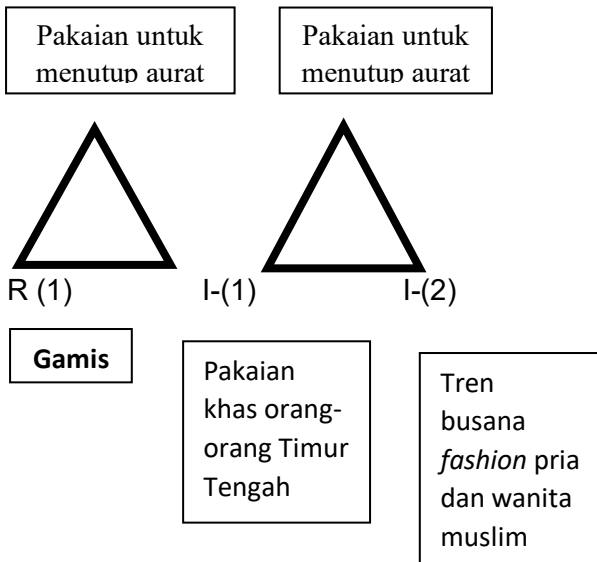 Pakaian untuk
menutup aurat
Pakaian untuk
menutup aurat
R (1)
I-(1)
I-(2)
Gamis
Pakaian
khas orang-
orang Timur
Tengah
Tren
busana
fashion pria
dan wanita
muslim